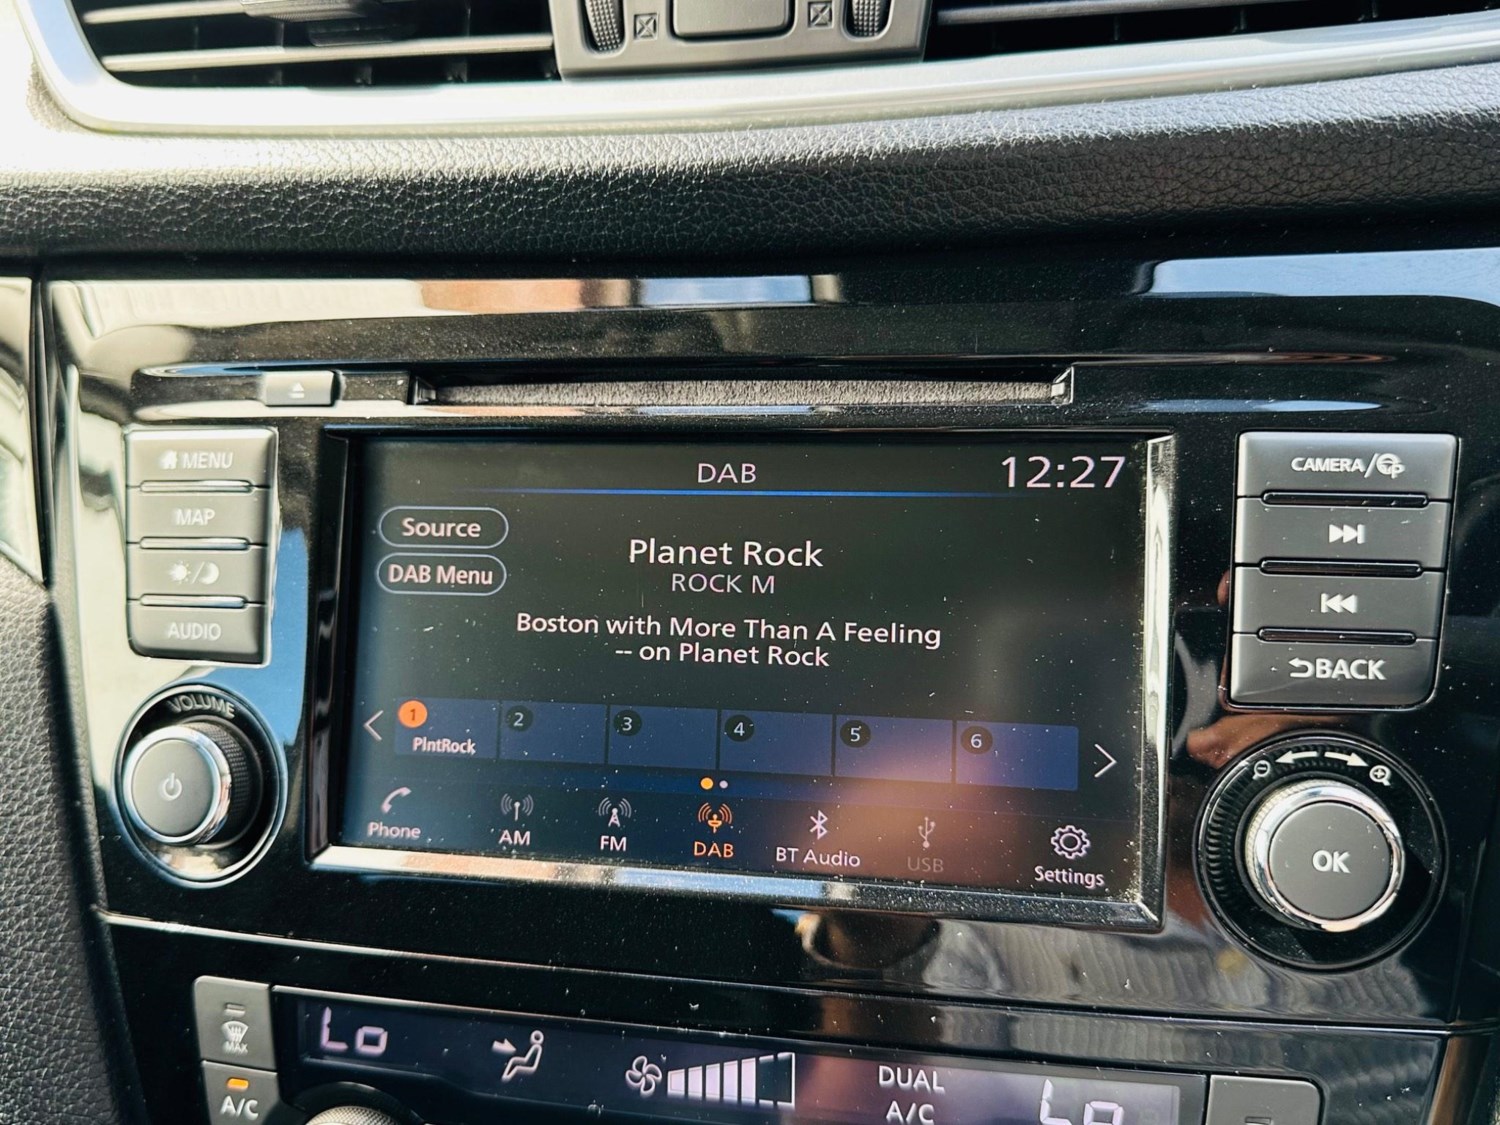 MENU
MAP
AUDIO
VOLUME
DAB
12:27
Source
DAB Menu
Planet Rock
ROCK M
Boston with More Than A Feeling
-- on Planet Rock
1
PlntRock
2
3
4
5
6
Phone
AM
FM
DAB
BT Audio
USB
Settings
CAMERA/
BACK
OK
MAX
A/C
Lo
DUAL
A/C
Lo